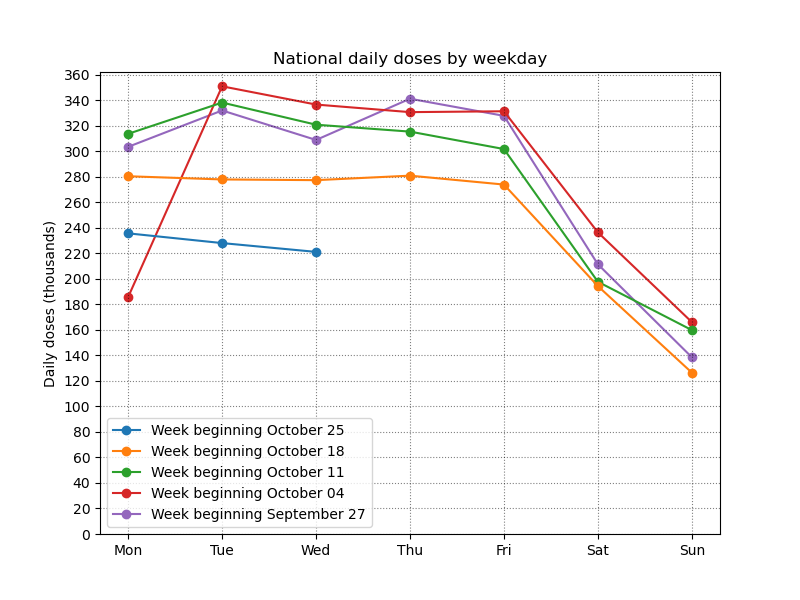 National daily doses by weekday
Daily doses (thousands)
360
340
320
300
280
260
240
220
200
180
160
140
120
100
80
60
40
20
0
Week beginning October 25
Week beginning October 18
Week beginning October 11
Week beginning October 04
Week beginning September 27
Mon Tue Wed Thu Fri Sat Sun